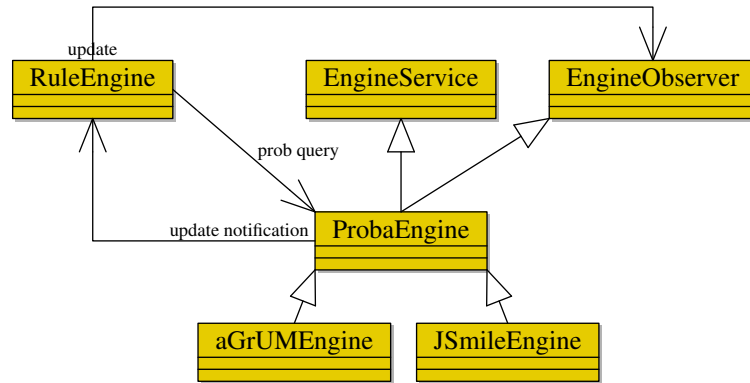 update
RuleEngine
EngineService
EngineObserver
prob query
update notification
ProbaEngine
aGrUMEngine
JSmileEngine